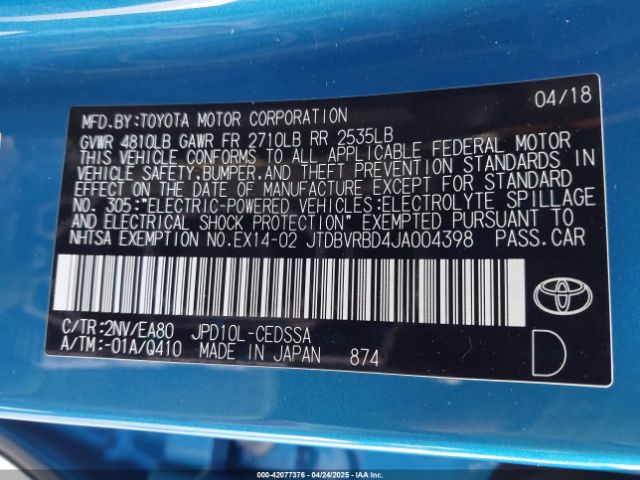 MFD.BY:TOYOTA MOTOR CORPORATION 04/18
GVWR 4810LB GAWR FR 2710LB RR 2535LB
THIS VEHICLE CONFORMS TO ALL APPLICABLE FEDERAL MOTOR
VEHICLE SAFETY,BUMPER,AND THEFT PREVENTION STANDARDS IN
EFFECT ON THE DATE OF MANUFACTURE EXCEPT FOR STANDARD
NO. 305:"ELECTRIC-POWERED VEHICLES:ELECTROLYTE SPILLAGE
AND ELECTRICAL SHOCK PROTECTION" EXEMPTED PURSUANT TO
NHTSA EXEMPTION NO.EX14-02 JTDBVRBD4JA004398 PASS.CAR
C/TR:2NV/EA80 JPD10L-CEDSSA
A/TM:-01A/Q410 MADE IN JAPAN 874
D
000-42077376 - 04/24/2025 - IAAI.COM